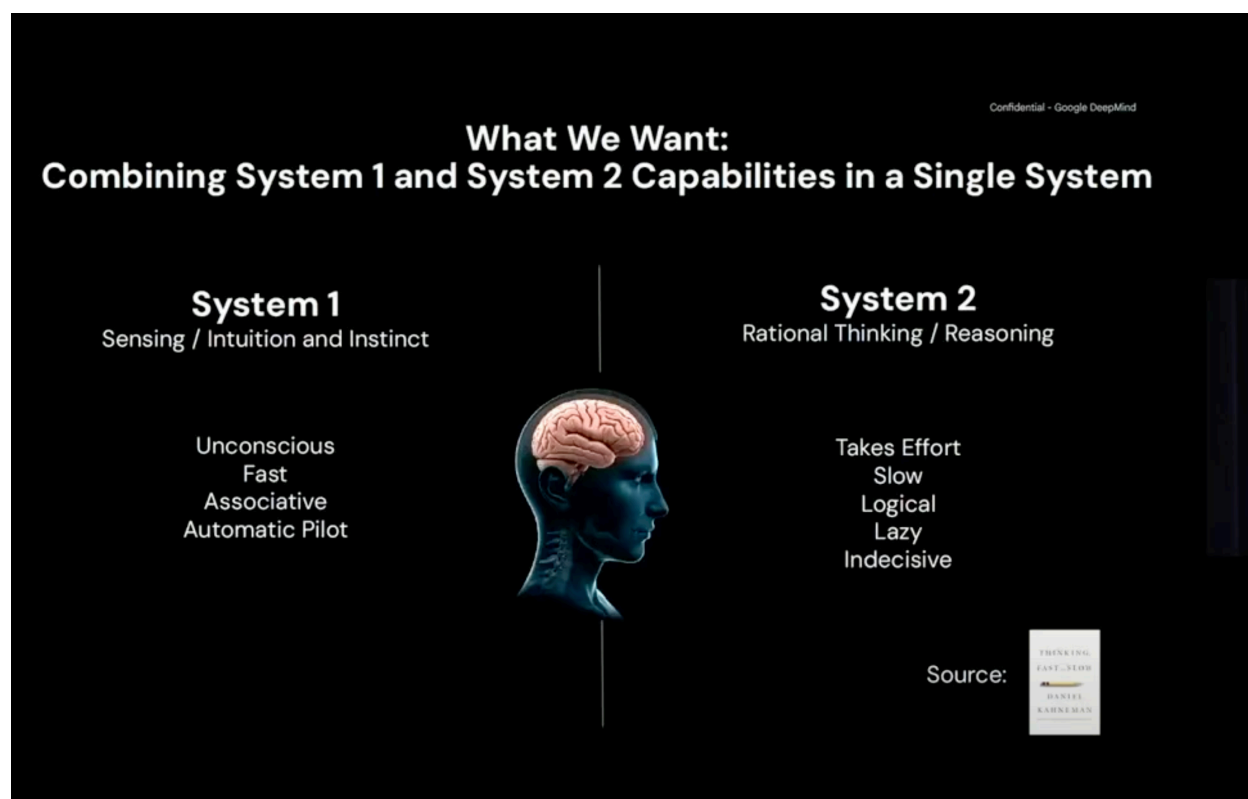 Confidential - Google DeepMind
What We Want:
Combining System 1 and System 2 Capabilities in a Single System
System 1
Sensing / Intuition and Instinct
Unconscious
Fast
Associative
Automatic Pilot
System 2
Rational Thinking / Reasoning
Takes Effort
Slow
Logical
Lazy
Indecisive
Source:
THINKING,
FAST AND SLOW
DANIEL
KAHNEMAN